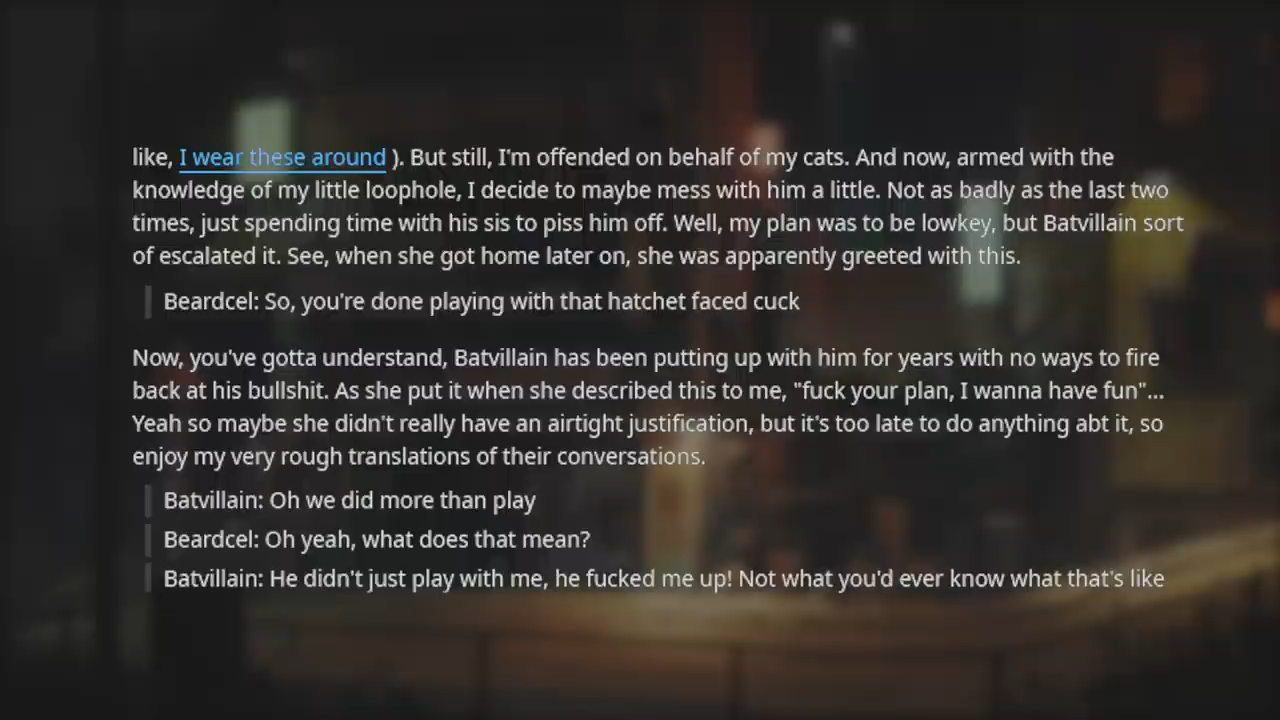 like, I wear these around ). But still, I'm offended on behalf of my cats. And now, armed with the
knowledge of my little loophole, I decide to maybe mess with him a little. Not as badly as the last two
times, just spending time with his sis to piss him off. Well, my plan was to be lowkey, but Batvillain sort
of escalated it. See, when she got home later on, she was apparently greeted with this.
Beardcel: So, you're done playing with that hatchet faced cuck
Now, you've gotta understand, Batvillain has been putting up with him for years with no ways to fire
back at his bullshit. As she put it when she described this to me, "fuck your plan, I wanna have fun"...
Yeah so maybe she didn't really have an airtight justification, but it's too late to do anything abt it, so
enjoy my very rough translations of their conversations.
Batvillain: Oh we did more than play
Beardcel: Oh yeah, what does that mean?
Batvillain: He didn't just play with me, he fucked me up! Not what you'd ever know what that's like